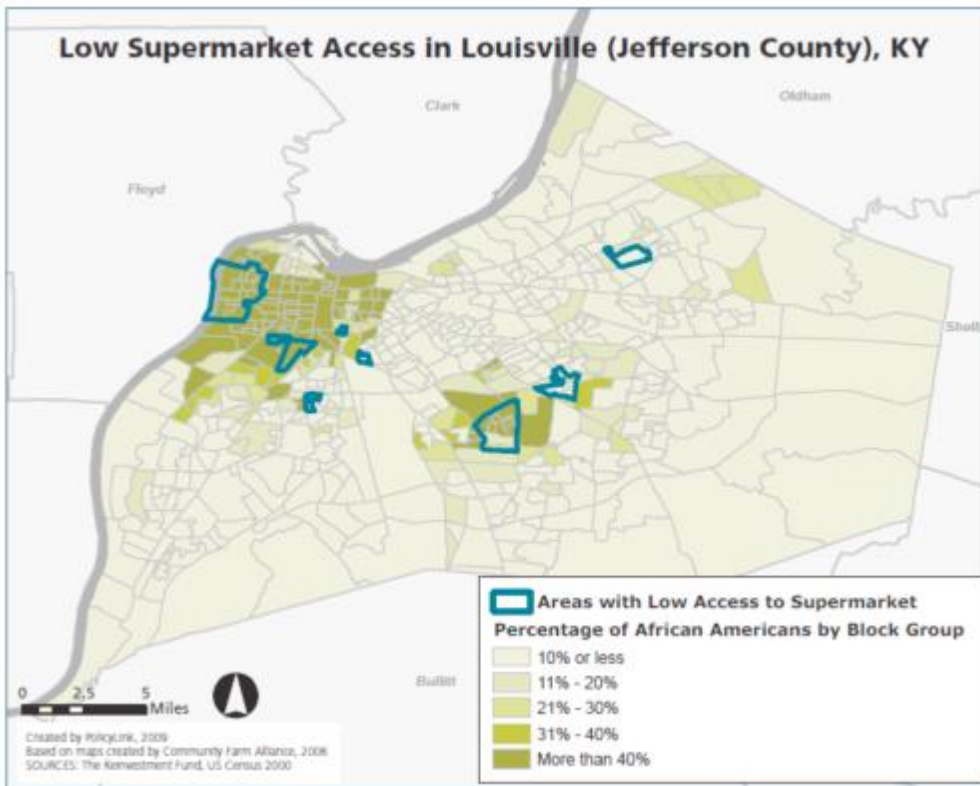 Low Supermarket Access in Louisville (Jefferson County), KY
Clark
Oldham
Floyd
Shelb
Areas with Low Access to Supermarket
Percentage of African Americans by Block Group
10% or less
11% - 20%
21% - 30%
31% - 40%
More than 40%
Bullitt
0 2.5 5
Miles
Created by PolicyLink, 2009
Based on maps created by Community Farm Alliance, 2008
SOURCES: The Reinvestment Fund, US Census 2000